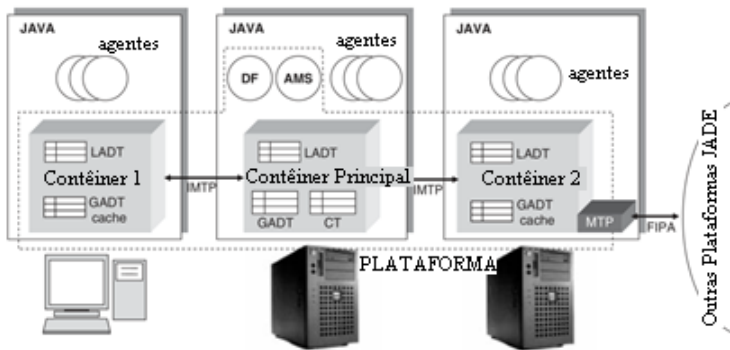 JAVA
agentes
LADT
Contêiner 1
GADT
cache
IMTP
JAVA
DF
AMS
agentes
LADT
Contêiner Principal
GADT
CT
IMTP
JAVA
agentes
LADT
Contêiner 2
GADT
cache
MTP
FIPA
Outras Plataformas JADE
PLATAFORMA